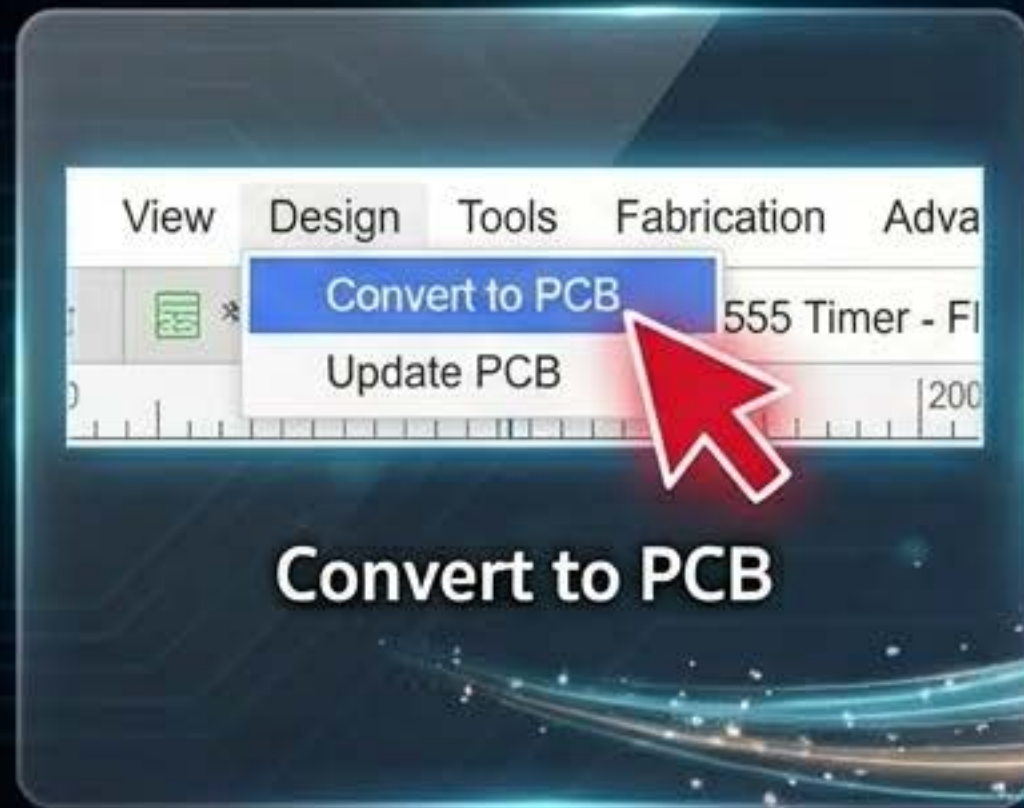 View Design Tools Fabrication Adva
Convert to PCB
555 Timer - Fl
Update PCB
200
Convert to PCB